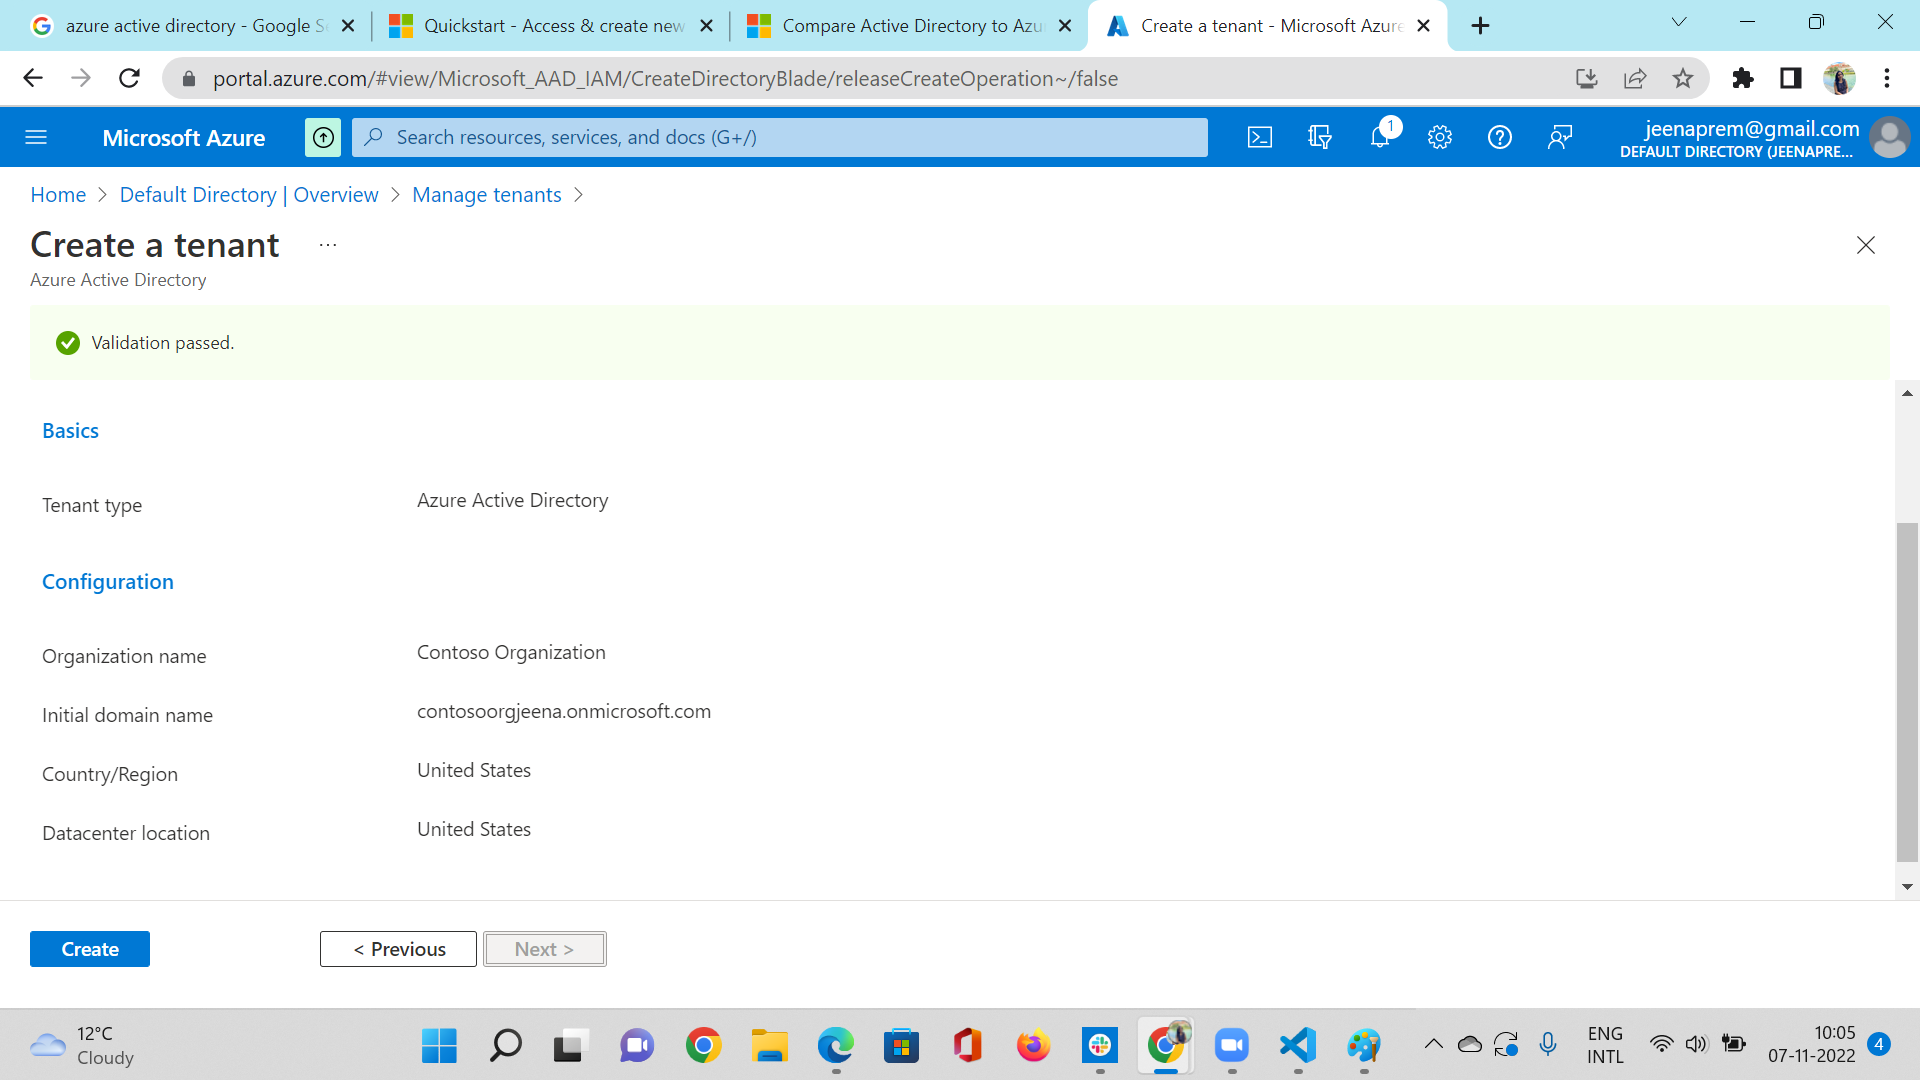 azure active directory - Google S
Quickstart - Access & create new
Compare Active Directory to Azu
Create a tenant - Microsoft Azure
portal.azure.com/#view/Microsoft_AAD_IAM/CreateDirectoryBlade/releaseCreateOperation~/false
Microsoft Azure
Search resources, services, and docs (G+/)
1
jeenaprem@gmail.com
DEFAULT DIRECTORY (JEENAPRE...
Home > Default Directory | Overview > Manage tenants >
Create a tenant ...
Azure Active Directory
Validation passed.
Basics
Tenant type
Azure Active Directory
Configuration
Organization name
Contoso Organization
Initial domain name
contosoorgjeena.onmicrosoft.com
Country/Region
United States
Datacenter location
United States
Create
< Previous
Next >
12°C
Cloudy
ENG
INTL
10:05
07-11-2022
4